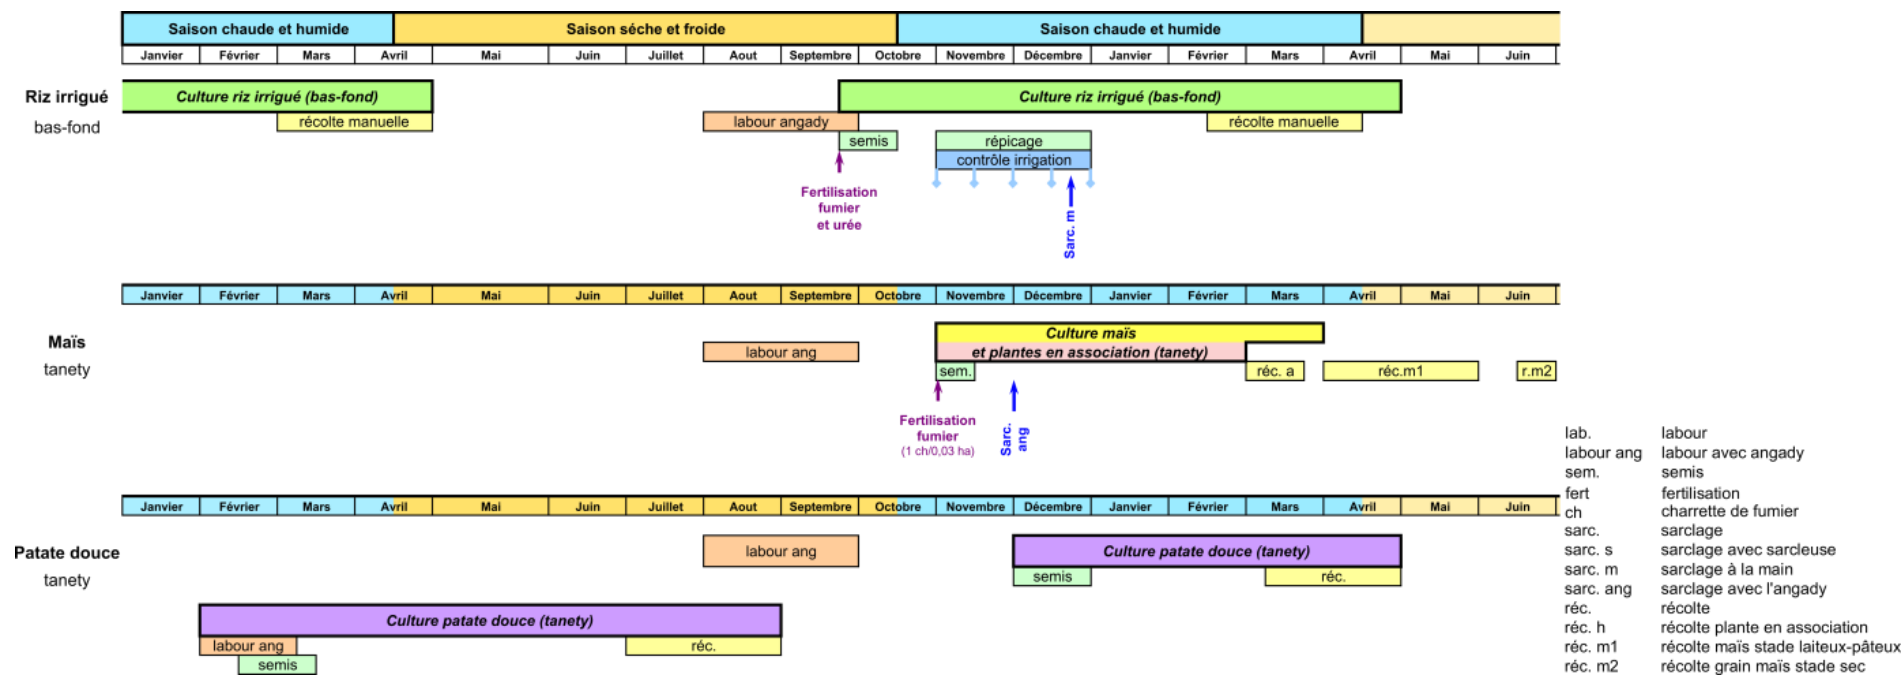 Saison chaude et humide Saison séche et froide Saison chaude et humide
Janvier Février Mars Avril Mai Juin Juillet Aout Septembre Octobre Novembre Décembre Janvier Février Mars Avril Mai Juin
Riz irrigué
bas-fond
Culture riz irrigué (bas-fond) Culture riz irrigué (bas-fond)
récolte manuelle labour angady récolte manuelle
semis répicage
contrôle irrigation
Fertilisation
fumier
et urée
Sarc. m
Janvier Février Mars Avril Mai Juin Juillet Aout Septembre Octobre Novembre Décembre Janvier Février Mars Avril Mai Juin
Maïs
tanety
Culture maïs
labour ang et plantes en association (tanety)
sem. réc. a réc.m1 r.m2
Fertilisation
fumier
(1 ch/0,03 ha)
Sarc.
ang
Janvier Février Mars Avril Mai Juin Juillet Aout Septembre Octobre Novembre Décembre Janvier Février Mars Avril Mai Juin
Patate douce
tanety
labour ang Culture patate douce (tanety)
semis réc.
Culture patate douce (tanety)
labour ang réc.
semis
lab. labour
labour ang labour avec angady
sem. semis
fert fertilisation
ch charrette de fumier
sarc. sarclage
sarc. s sarclage avec sarcleuse
sarc. m sarclage à la main
sarc. ang sarclage avec l'angady
réc. récolte
réc. h récolte plante en association
réc. m1 récolte maïs stade laiteux-pâteux
réc. m2 récolte grain maïs stade sec